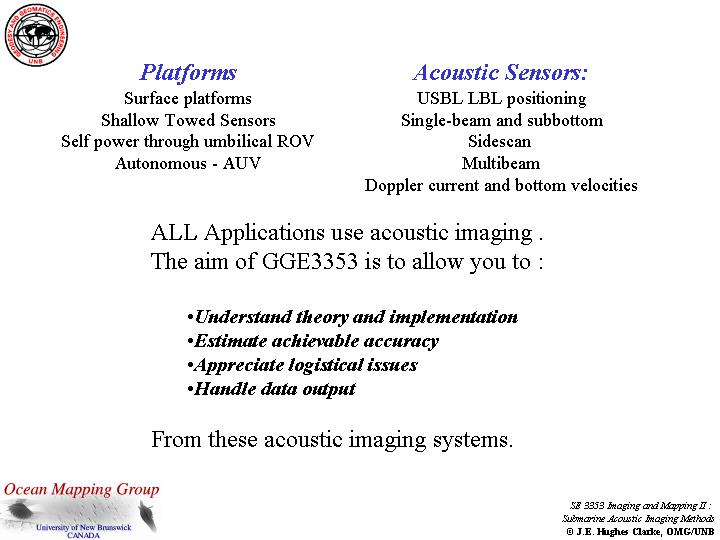 GEODESY AND GEOMATICS ENGINEERING
UNB
Platforms
Surface platforms
Shallow Towed Sensors
Self power through umbilical ROV
Autonomous - AUV
Acoustic Sensors:
USBL LBL positioning
Single-beam and subbottom
Sidescan
Multibeam
Doppler current and bottom velocities
ALL Applications use acoustic imaging .
The aim of GGE3353 is to allow you to :
•Understand theory and implementation
•Estimate achievable accuracy
•Appreciate logistical issues
•Handle data output
From these acoustic imaging systems.
Ocean Mapping Group
University of New Brunswick
CANADA
SE 3353 Imaging and Mapping II :
Submarine Acoustic Imaging Methods
© J.E. Hughes Clarke, OMG/UNB